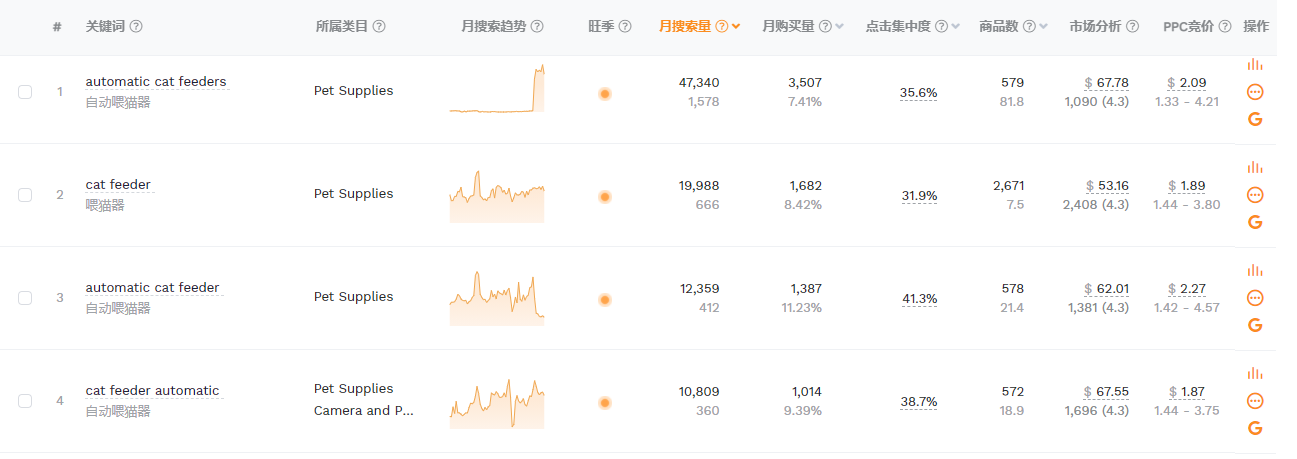 # 关键词 所属类目 月搜索趋势 旺季 月搜索量 月购买量 点击集中度 商品数 市场分析 PPC竞价 操作
1 automatic cat feeders Pet Supplies 47,340 3,507 35.6% 579 $ 67.78 $ 2.09
自动喂猫器 1,578 7.41% 81.8 1,090 (4.3) 1.33 – 4.21
2 cat feeder Pet Supplies 19,988 1,682 31.9% 2,671 $ 53.16 $ 1.89
喂猫器 666 8.42% 7.5 2,408 (4.3) 1.44 – 3.80
3 automatic cat feeder Pet Supplies 12,359 1,387 41.3% 578 $ 62.01 $ 2.27
自动喂猫器 412 11.23% 21.4 1,381 (4.3) 1.42 – 4.57
4 cat feeder automatic Pet Supplies 10,809 1,014 38.7% 572 $ 67.55 $ 1.87
自动喂猫器 Camera and P... 360 9.39% 18.9 1,696 (4.3) 1.44 – 3.75